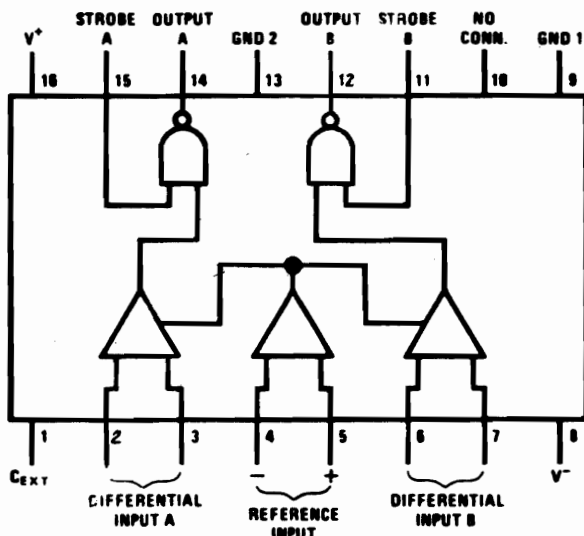 STROBE OUTPUT OUTPUT STROBE NO
V+ A A GND 2 B B CONN. GND 1
16 15 14 13 12 11 10 9
1 2 3 4 5 6 7 8
CEXT − + V−
DIFFERENTIAL REFERENCE DIFFERENTIAL
INPUT A INPUT INPUT B